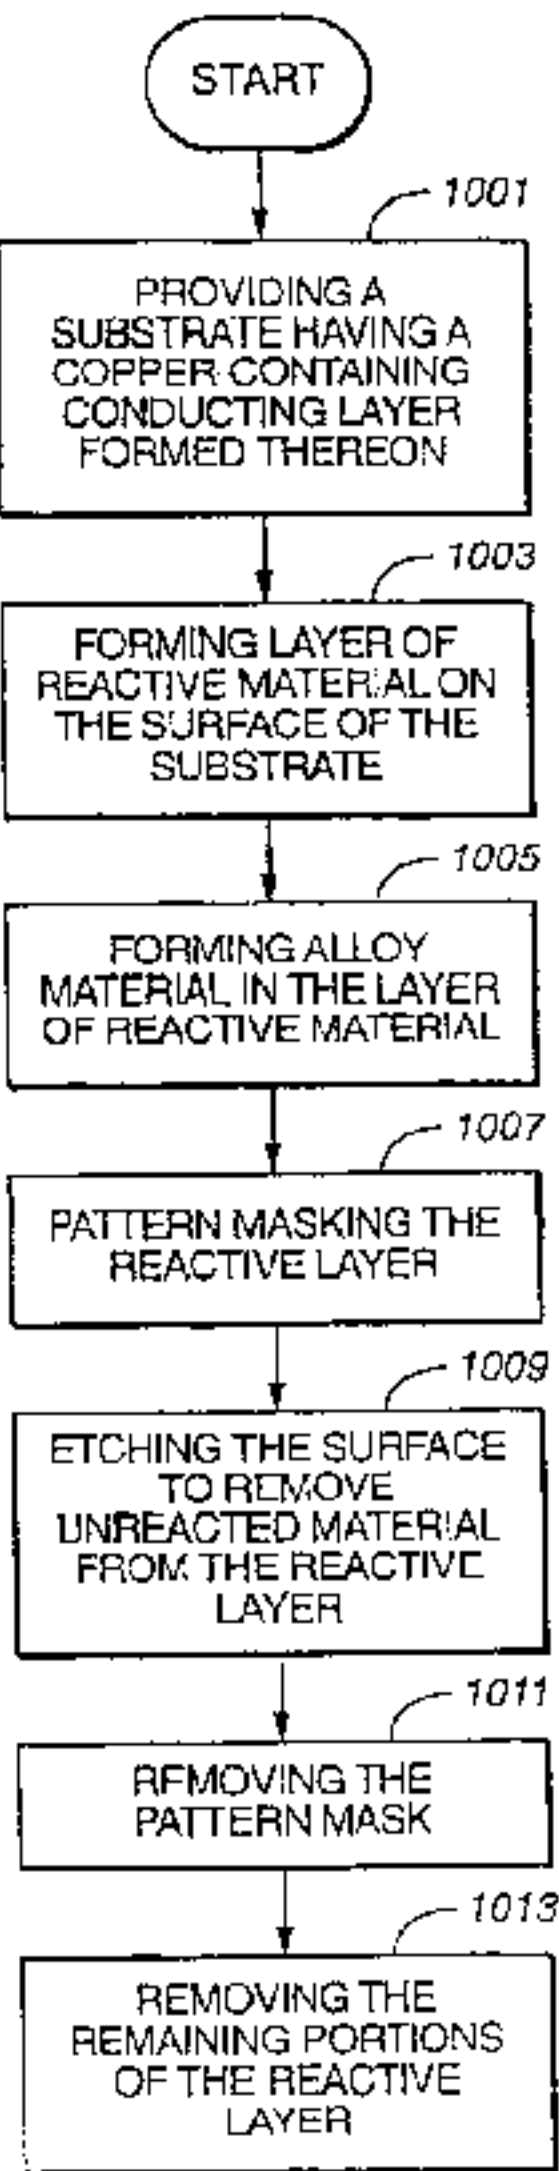 START
1001
PROVIDING A
SUBSTRATE HAVING A
COPPER-CONTAINING
CONDUCTING LAYER
FORMED THEREON
1003
FORMING LAYER OF
REACTIVE MATERIAL ON
THE SURFACE OF THE
SUBSTRATE
1005
FORMING ALLOY
MATERIAL IN THE LAYER
OF REACTIVE MATERIAL
1007
PATTERN MASKING THE
REACTIVE LAYER
1009
ETCHING THE SURFACE
TO REMOVE
UNREACTED MATERIAL
FROM THE REACTIVE
LAYER
1011
REMOVING THE
PATTERN MASK
1013
REMOVING THE
REMAINING PORTIONS
OF THE REACTIVE
LAYER